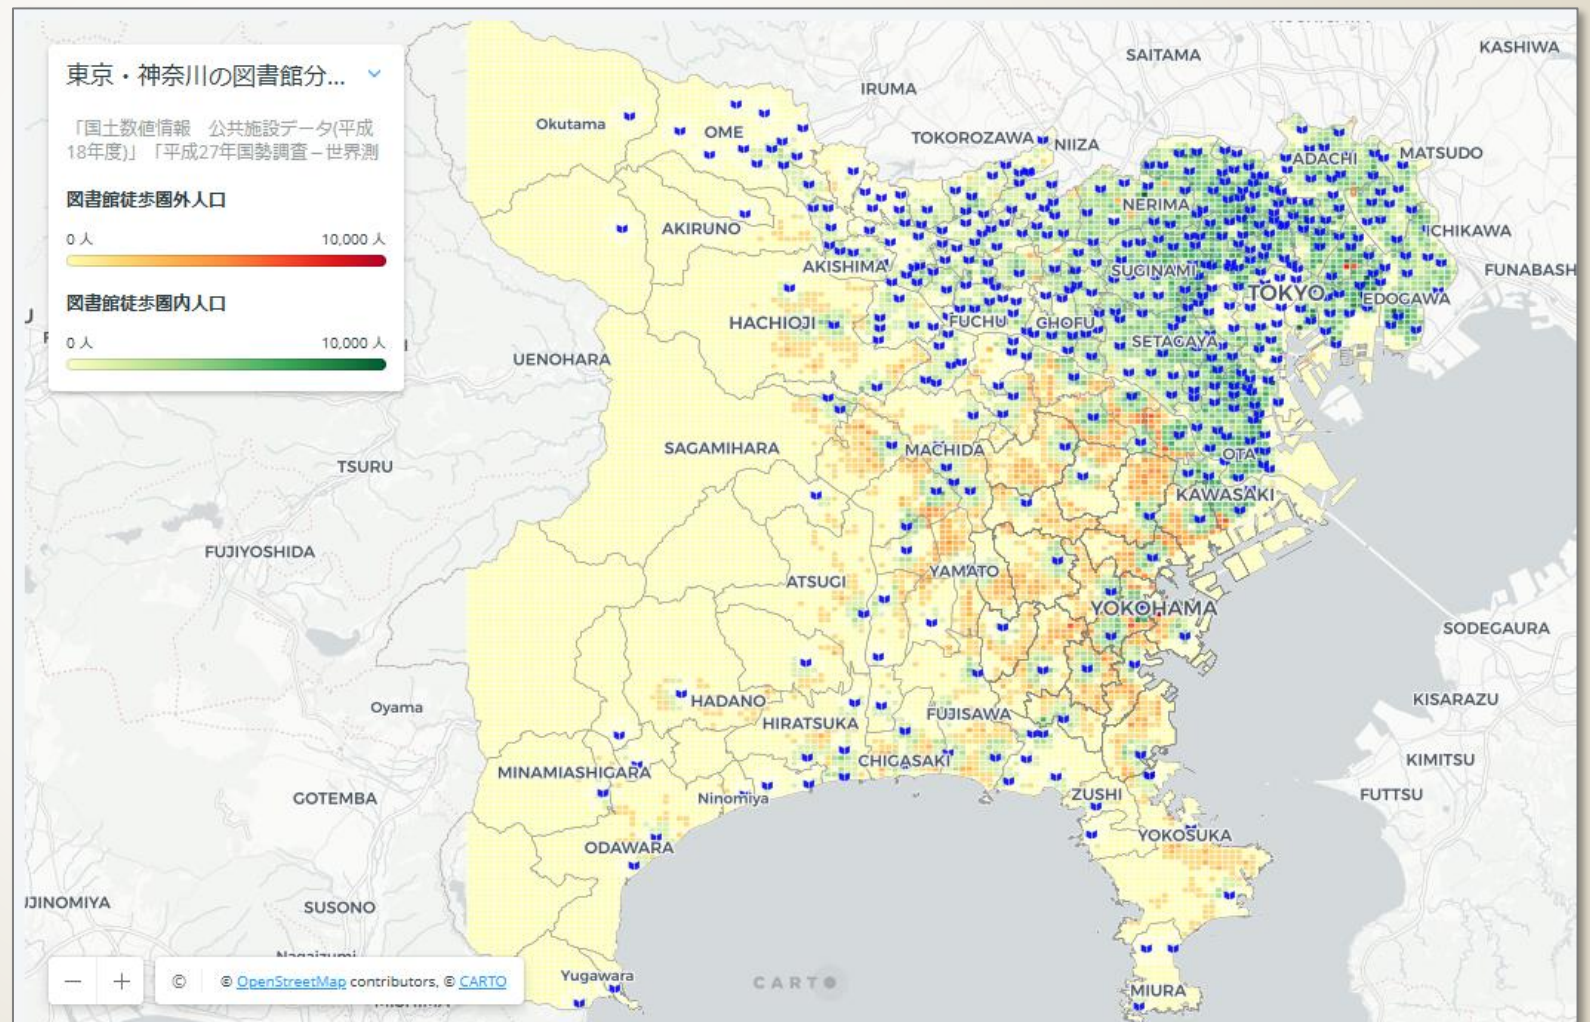 東京・神奈川の図書館分...
「国土数値情報　公共施設データ(平成
18年度)」「平成27年国勢調査－世界測
図書館徒歩圏外人口
0 人 10,000 人
図書館徒歩圏内人口
0 人 10,000 人
SAITAMA
KASHIWA
IRUMA
Okutama
OME
TOKOROZAWA
NIIZA
ADACHI
MATSUDO
NERIMA
AKIRUNO
ICHIKAWA
AKISHIMA
SUGINAMI
FUNABASH
TOKYO
EDOGAWA
HACHIOJI
FUCHU
CHOFU
SETAGAYA
UENOHARA
SAGAMIHARA
MACHIDA
OTA
TSURU
KAWASAKI
FUJIYOSHIDA
YAMATO
ATSUGI
YOKOHAMA
SODEGAURA
Oyama
HADANO
HIRATSUKA
FUJISAWA
KISARAZU
MINAMIASHIGARA
CHIGASAKI
KIMITSU
GOTEMBA
Ninomiya
ZUSHI
FUTTSU
ODAWARA
YOKOSUKA
JJINOMIYA
SUSONO
Yugawara
MIURA
© © OpenStreetMap contributors, © CARTO
CARTO